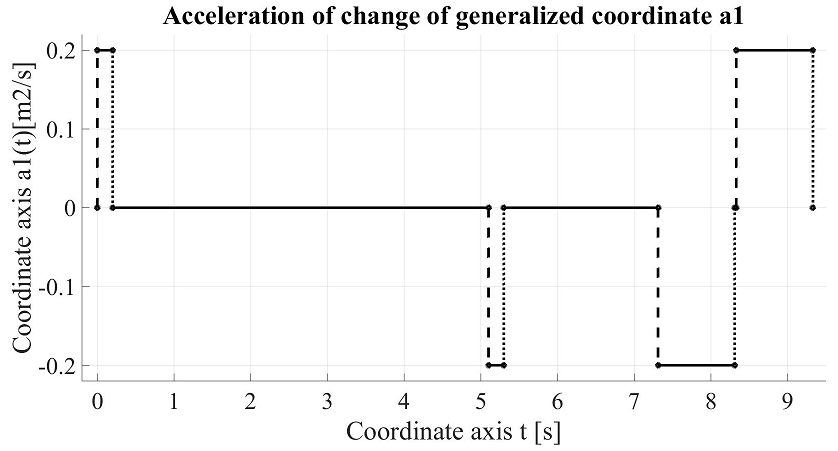 Acceleration of change of generalized coordinate a1
Coordinate axis a1(t)[m2/s]
0.2
0.1
0
-0.1
-0.2
0 1 2 3 4 5 6 7 8 9
Coordinate axis t [s]